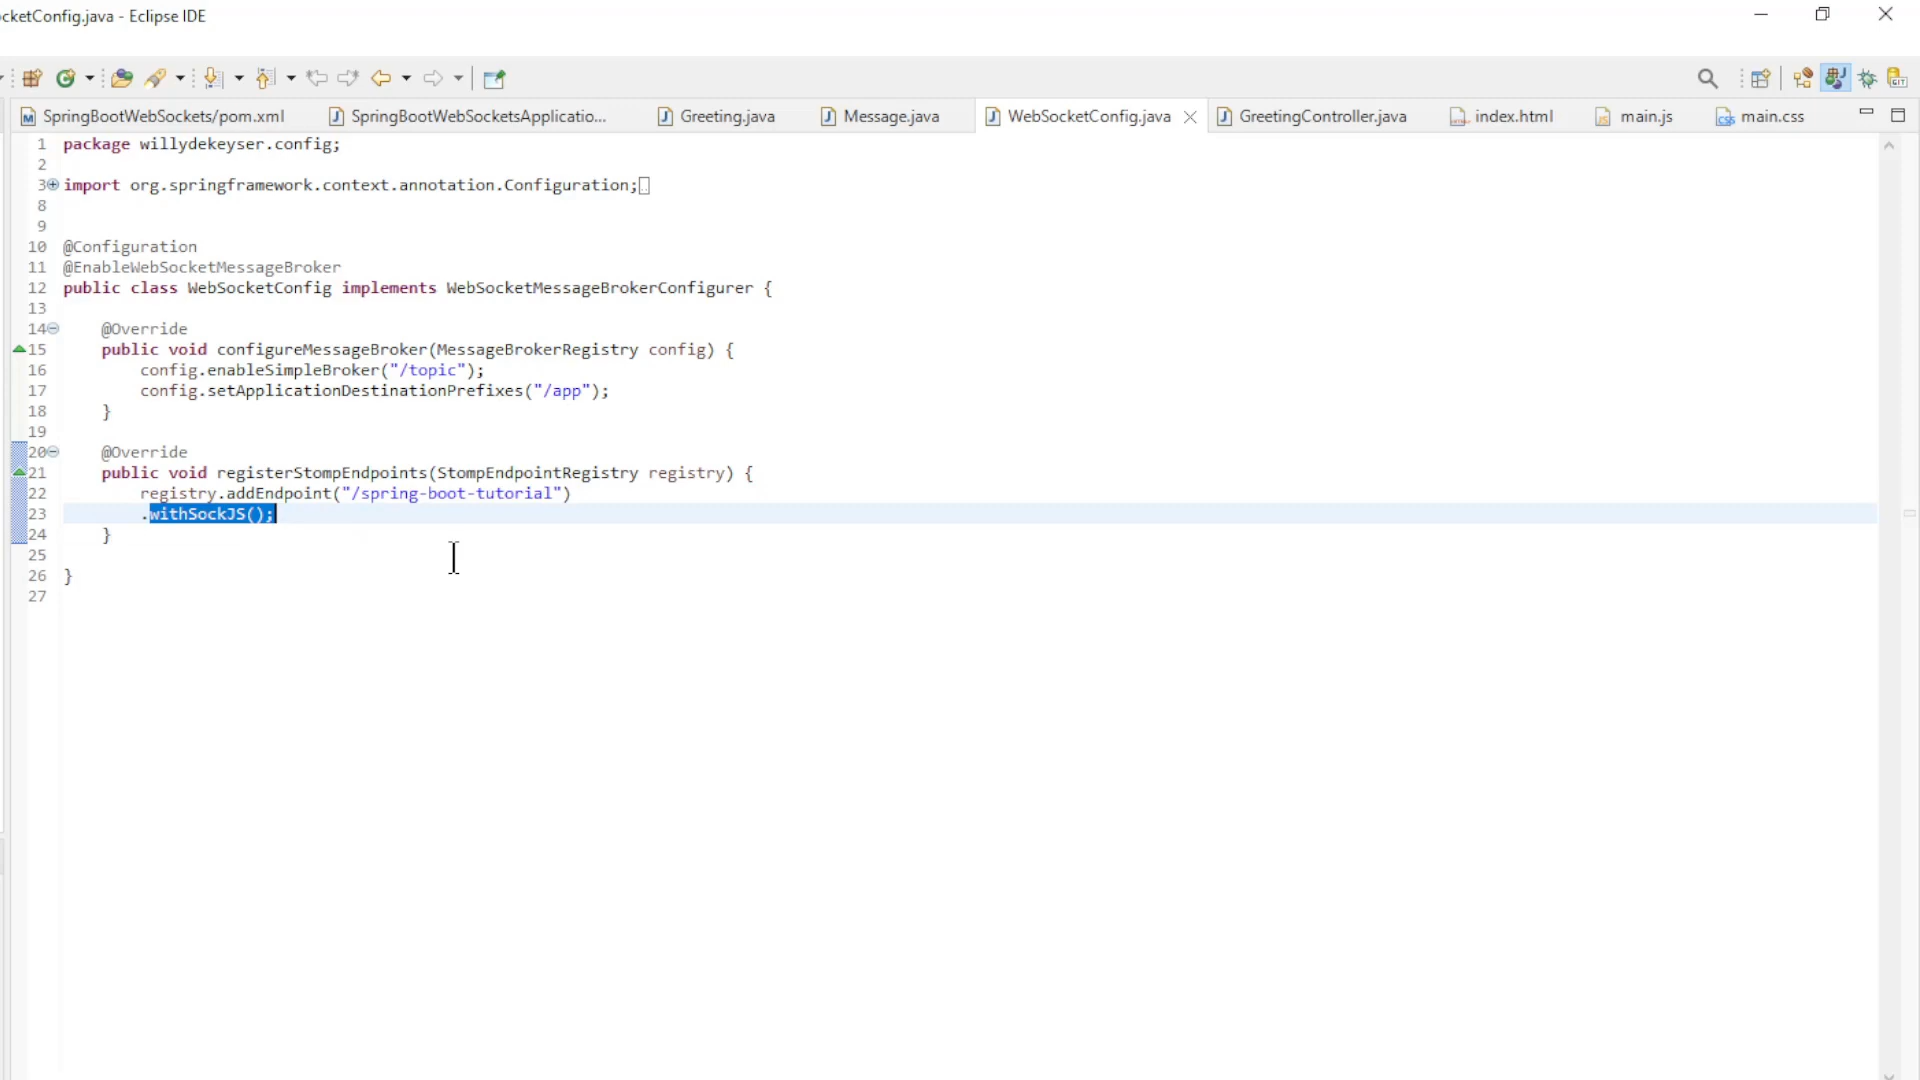 cketConfig.java - Eclipse IDE
SpringBootWebSockets/pom.xml SpringBootWebSocketsApplicatio... Greeting.java Message.java WebSocketConfig.java GreetingController.java index.html main.js main.css
1 package willydekeyser.config;
2
3 import org.springframework.context.annotation.Configuration;
8
9
10 @Configuration
11 @EnableWebSocketMessageBroker
12 public class WebSocketConfig implements WebSocketMessageBrokerConfigurer {
13
14 @Override
15 public void configureMessageBroker(MessageBrokerRegistry config) {
16 config.enableSimpleBroker("/topic");
17 config.setApplicationDestinationPrefixes("/app");
18 }
19
20 @Override
21 public void registerStompEndpoints(StompEndpointRegistry registry) {
22 registry.addEndpoint("/spring-boot-tutorial")
23 .withSockJS();
24 }
25
26 }
27